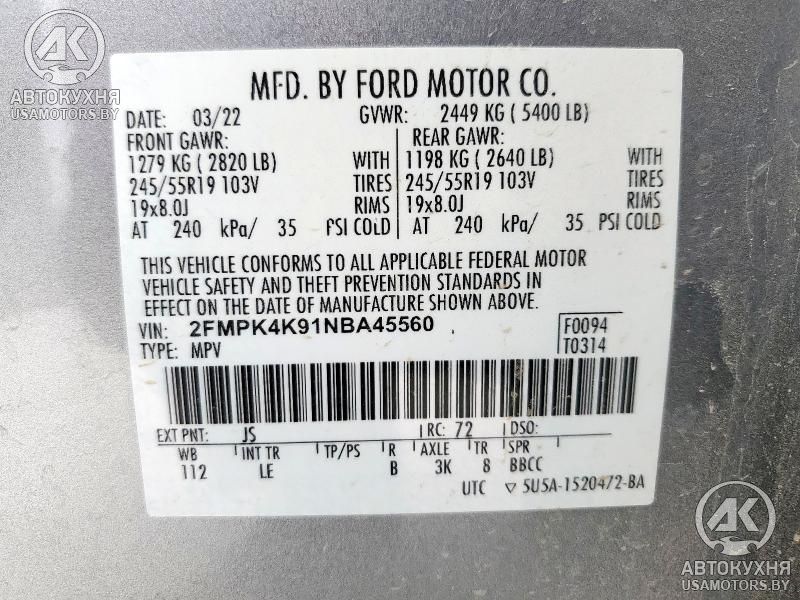 АК
АВТОКУХНЯ
USAMOTORS.BY
MFD. BY FORD MOTOR CO.
DATE: 03/22 GVWR: 2449 KG ( 5400 LB)
FRONT GAWR: REAR GAWR:
1279 KG ( 2820 LB) WITH 1198 KG ( 2640 LB) WITH
245/55R19 103V TIRES 245/55R19 103V TIRES
19x8.0J RIMS 19x8.0J RIMS
AT 240 kPa/ 35 PSI COLD AT 240 kPa/ 35 PSI COLD
THIS VEHICLE CONFORMS TO ALL APPLICABLE FEDERAL MOTOR
VEHICLE SAFETY AND THEFT PREVENTION STANDARDS IN
EFFECT ON THE DATE OF MANUFACTURE SHOWN ABOVE.
VIN: 2FMPK4K91NBA45560 F0094
TYPE: MPV T0314
EXT PNT: JS RC: 72 DSO:
WB INT TR TP/PS R AXLE TR SPR
112 LE B 3K 8 BBCC
UTC ▽ 5U5A-1520472-BA
АК
АВТОКУХНЯ
USAMOTORS.BY